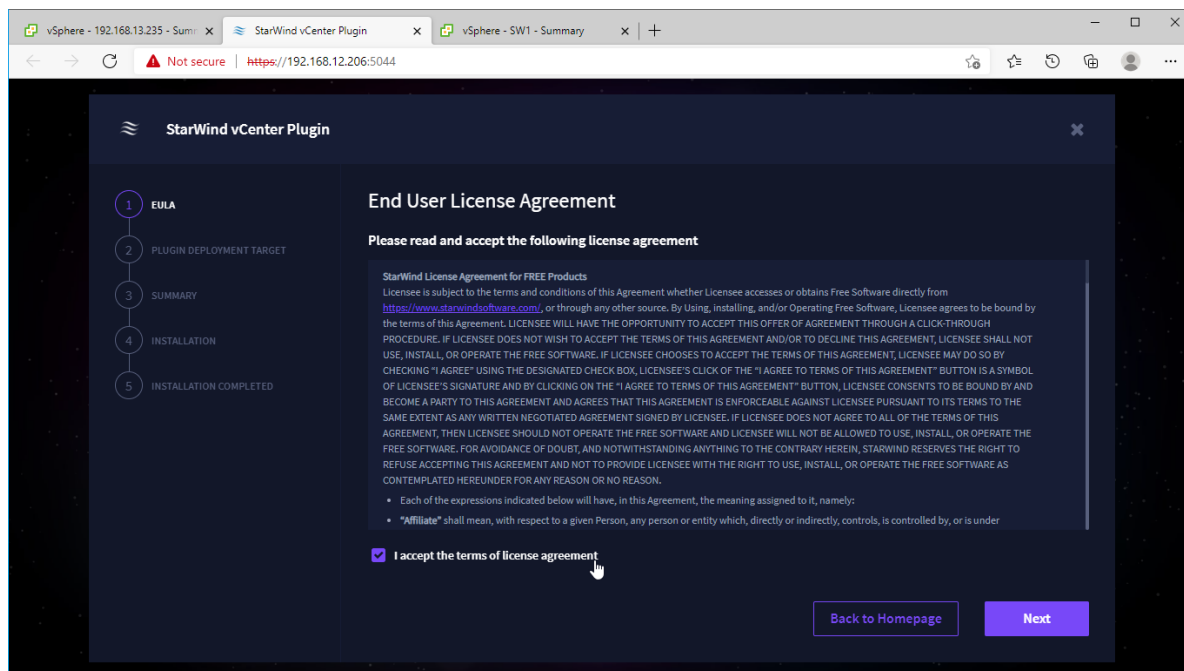 vSphere - 192.168.13.235 - Summ
StarWind vCenter Plugin
vSphere - SW1 - Summary
Not secure
https://192.168.12.206:5044
StarWind vCenter Plugin
1 EULA
2 PLUGIN DEPLOYMENT TARGET
3 SUMMARY
4 INSTALLATION
5 INSTALLATION COMPLETED
End User License Agreement
Please read and accept the following license agreement
StarWind License Agreement for FREE Products
Licensee is subject to the terms and conditions of this Agreement whether Licensee accesses or obtains Free Software directly from
https://www.starwindsoftware.com/, or through any other source. By Using, installing, and/or Operating Free Software, Licensee agrees to be bound by
the terms of this Agreement. LICENSEE WILL HAVE THE OPPORTUNITY TO ACCEPT THIS OFFER OF AGREEMENT THROUGH A CLICK-THROUGH
PROCEDURE. IF LICENSEE DOES NOT WISH TO ACCEPT THE TERMS OF THIS AGREEMENT AND/OR TO DECLINE THIS AGREEMENT, LICENSEE SHALL NOT
USE, INSTALL, OR OPERATE THE FREE SOFTWARE. IF LICENSEE CHOOSES TO ACCEPT THE TERMS OF THIS AGREEMENT, LICENSEE MAY DO SO BY
CHECKING “I AGREE” USING THE DESIGNATED CHECK BOX, LICENSEE’S CLICK OF THE “I AGREE TO TERMS OF THIS AGREEMENT” BUTTON IS A SYMBOL
OF LICENSEE’S SIGNATURE AND BY CLICKING ON THE “I AGREE TO TERMS OF THIS AGREEMENT” BUTTON, LICENSEE CONSENTS TO BE BOUND BY AND
BECOME A PARTY TO THIS AGREEMENT AND AGREES THAT THIS AGREEMENT IS ENFORCEABLE AGAINST LICENSEE PURSUANT TO ITS TERMS TO THE
SAME EXTENT AS ANY WRITTEN NEGOTIATED AGREEMENT SIGNED BY LICENSEE. IF LICENSEE DOES NOT AGREE TO ALL OF THE TERMS OF THIS
AGREEMENT, THEN LICENSEE SHOULD NOT OPERATE THE FREE SOFTWARE AND LICENSEE WILL NOT BE ALLOWED TO USE, INSTALL, OR OPERATE THE
FREE SOFTWARE. FOR AVOIDANCE OF DOUBT, AND NOTWITHSTANDING ANYTHING TO THE CONTRARY HEREIN, STARWIND RESERVES THE RIGHT TO
REFUSE ACCEPTING THIS AGREEMENT AND NOT TO PROVIDE LICENSEE WITH THE RIGHT TO USE, INSTALL, OR OPERATE THE FREE SOFTWARE AS
CONTEMPLATED HEREUNDER FOR ANY REASON OR NO REASON.
▪ Each of the expressions indicated below will have, in this Agreement, the meaning assigned to it, namely:
▪ “Affiliate” shall mean, with respect to a given Person, any person or entity which, directly or indirectly, controls, is controlled by, or is under
I accept the terms of license agreement
Back to Homepage
Next